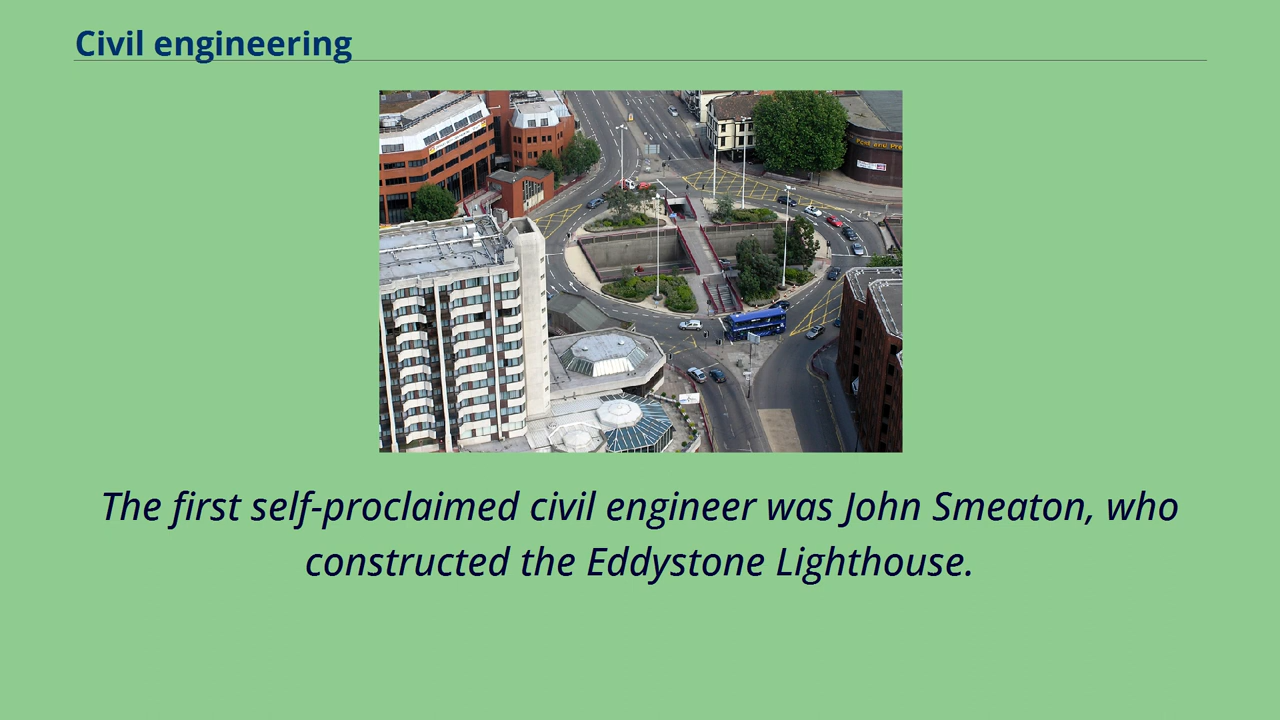 Civil engineering
The first self-proclaimed civil engineer was John Smeaton, who
constructed the Eddystone Lighthouse.